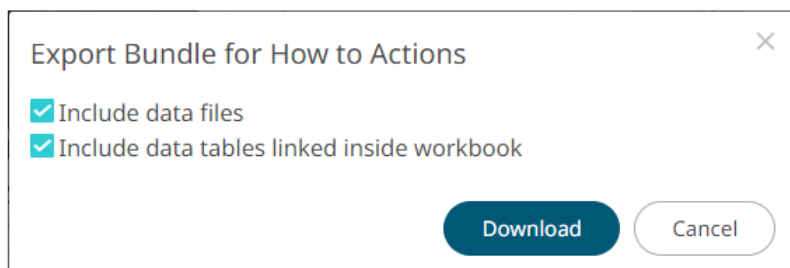 Export Bundle for How to Actions
Include data files
Include data tables linked inside workbook
Download Cancel